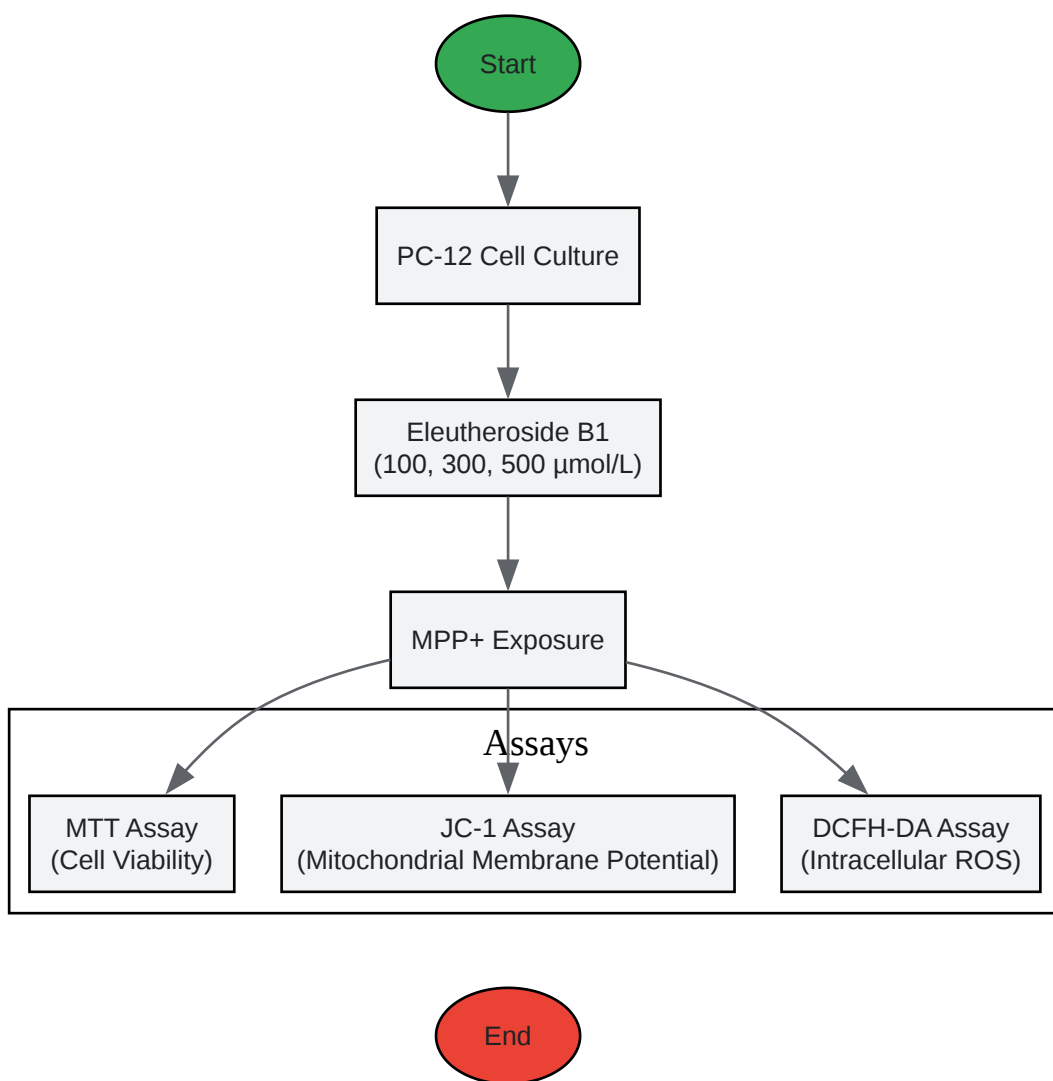 Start
PC-12 Cell Culture
Eleutheroside B1
(100, 300, 500 µmol/L)
MPP+ Exposure
Assays
MTT Assay
(Cell Viability)
JC-1 Assay
(Mitochondrial Membrane Potential)
DCFH-DA Assay
(Intracellular ROS)
End